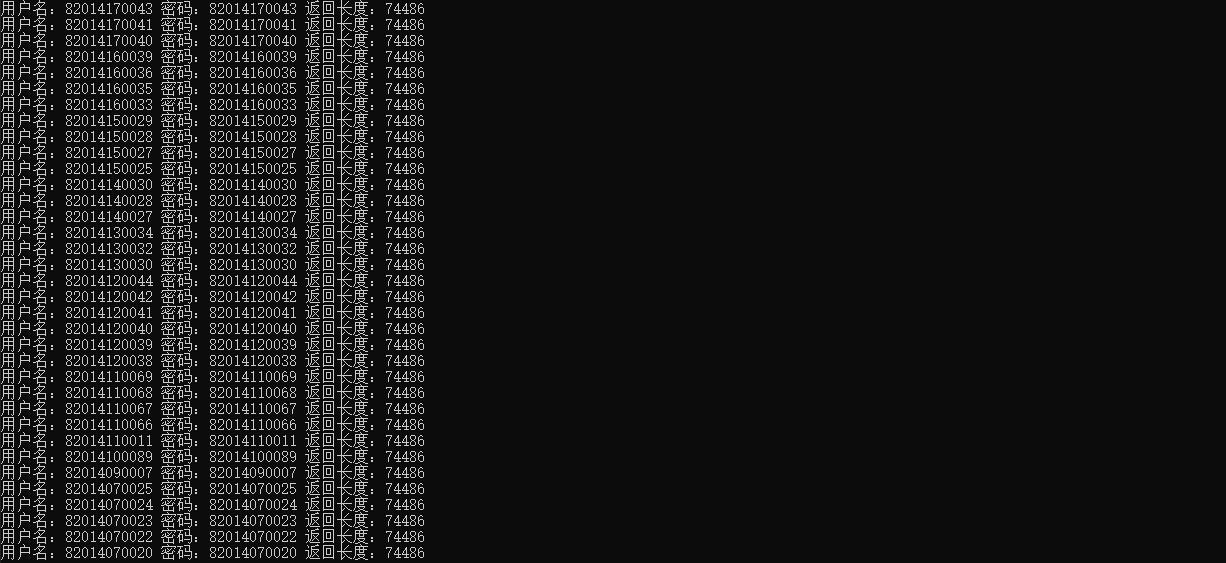 用户名：82014170043 密码：82014170043 返回长度：74486
用户名：82014170041 密码：82014170041 返回长度：74486
用户名：82014170040 密码：82014170040 返回长度：74486
用户名：82014160039 密码：82014160039 返回长度：74486
用户名：82014160036 密码：82014160036 返回长度：74486
用户名：82014160035 密码：82014160035 返回长度：74486
用户名：82014160033 密码：82014160033 返回长度：74486
用户名：82014150029 密码：82014150029 返回长度：74486
用户名：82014150028 密码：82014150028 返回长度：74486
用户名：82014150027 密码：82014150027 返回长度：74486
用户名：82014150025 密码：82014150025 返回长度：74486
用户名：82014140030 密码：82014140030 返回长度：74486
用户名：82014140028 密码：82014140028 返回长度：74486
用户名：82014140027 密码：82014140027 返回长度：74486
用户名：82014130034 密码：82014130034 返回长度：74486
用户名：82014130032 密码：82014130032 返回长度：74486
用户名：82014130030 密码：82014130030 返回长度：74486
用户名：82014120044 密码：82014120044 返回长度：74486
用户名：82014120042 密码：82014120042 返回长度：74486
用户名：82014120041 密码：82014120041 返回长度：74486
用户名：82014120040 密码：82014120040 返回长度：74486
用户名：82014120039 密码：82014120039 返回长度：74486
用户名：82014120038 密码：82014120038 返回长度：74486
用户名：82014110069 密码：82014110069 返回长度：74486
用户名：82014110068 密码：82014110068 返回长度：74486
用户名：82014110067 密码：82014110067 返回长度：74486
用户名：82014110066 密码：82014110066 返回长度：74486
用户名：82014110011 密码：82014110011 返回长度：74486
用户名：82014100089 密码：82014100089 返回长度：74486
用户名：82014090007 密码：82014090007 返回长度：74486
用户名：82014070025 密码：82014070025 返回长度：74486
用户名：82014070024 密码：82014070024 返回长度：74486
用户名：82014070023 密码：82014070023 返回长度：74486
用户名：82014070022 密码：82014070022 返回长度：74486
用户名：82014070020 密码：82014070020 返回长度：74486